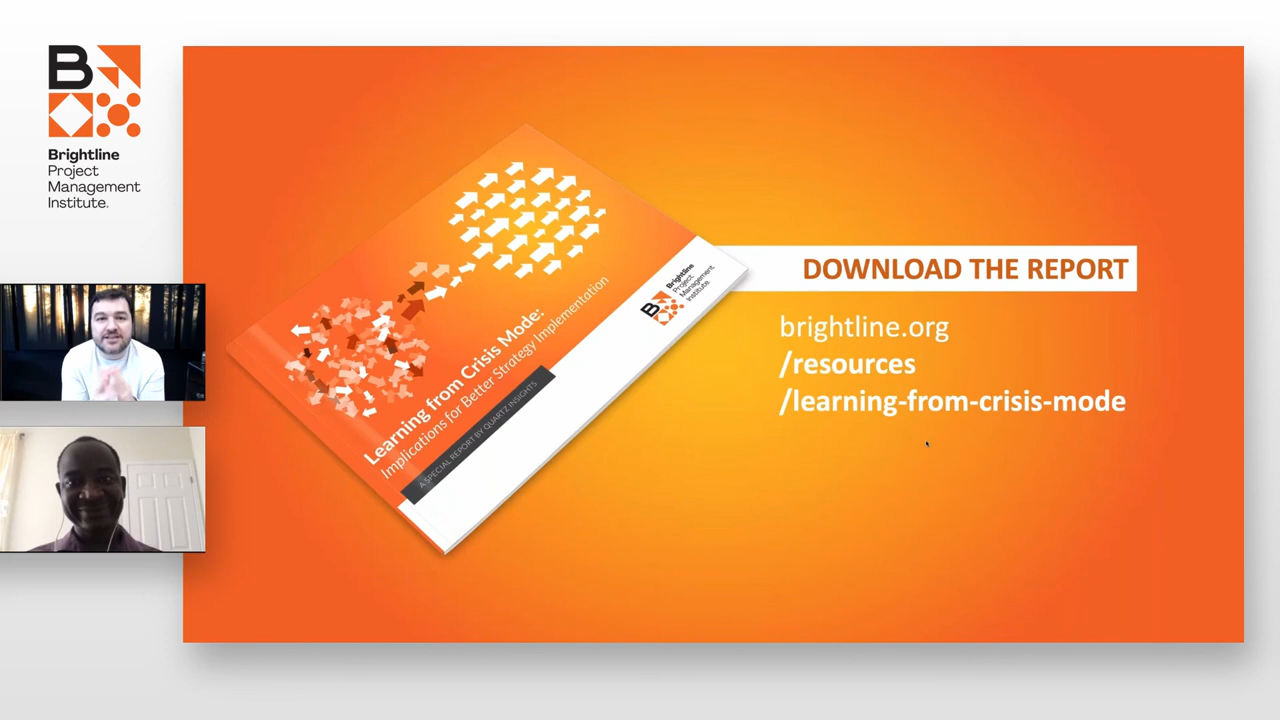 B
Brightline
Project
Management
Institute.
Learning from Crisis Mode:
Implications for Better Strategy Implementation
A SPECIAL REPORT BY QUARTZ INSIGHTS
B
Brightline
Project
Management
Institute.
DOWNLOAD THE REPORT
brightline.org
/resources
/learning-from-crisis-mode